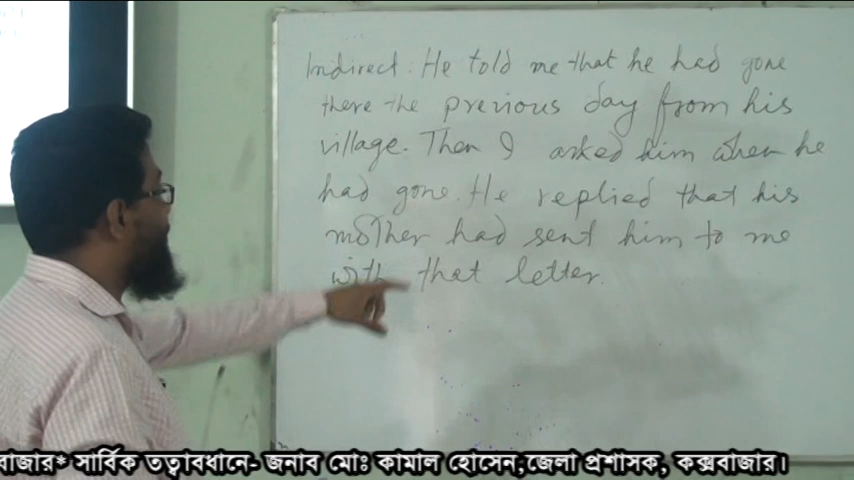 Indirect: He told me that he had gone
there the previous day from his
village. Then I asked him when he
had gone. He replied that his
mother had sent him to me
with that letter.
বাজার* সার্বিক তত্বাবধানে- জনাব মোঃ কামাল হোসেন,জেলা প্রশাসক, কক্সবাজার।